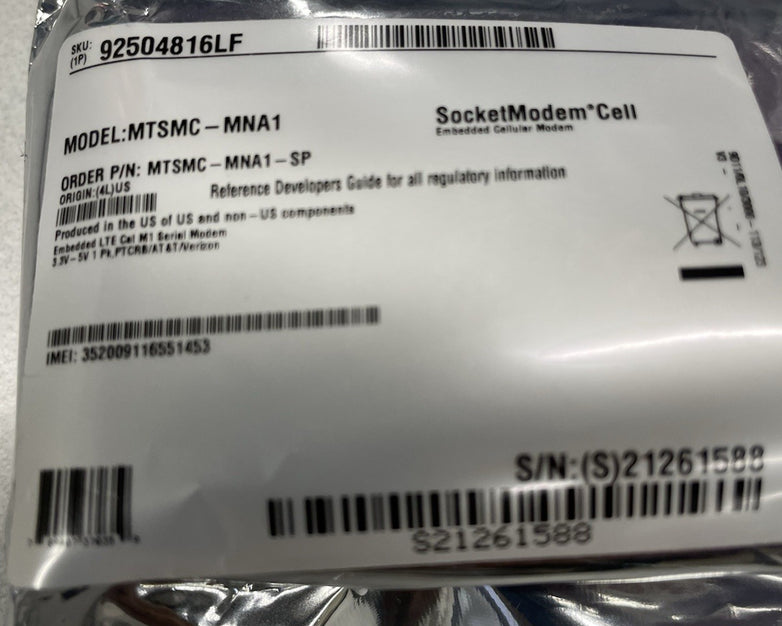 SKU: 92504816LF
(1P)
MODEL:MTSMC-MNA1
SocketModem®Cell
Embedded Cellular Modem
ORDER P/N: MTSMC-MNA1-SP
ORIGIN:(4L)US
Reference Developers Guide for all regulatory information
Produced in the US of US and non-US components
Embedded LTE Cat M1 Serial Modem
3.3V-5V 1 Pk,PTCRB/AT&T/Verizon
IMEI: 352009116551453
S/N:(S)21261588
S21261588